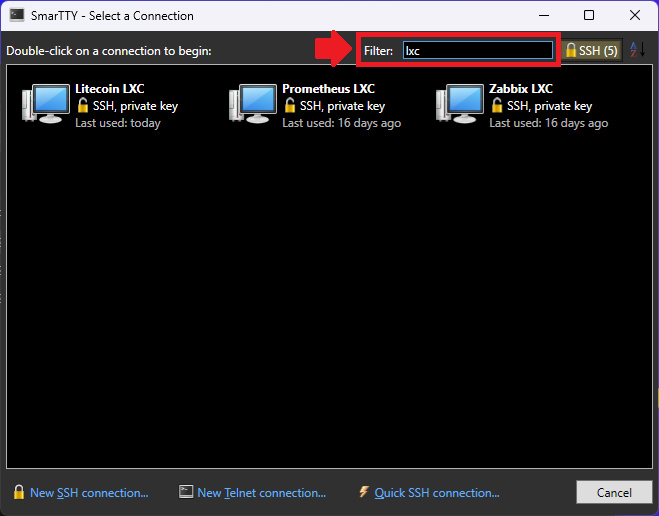 SmarTTY - Select a Connection
Double-click on a connection to begin:
Filter: lxc
SSH (5)
Litecoin LXC
SSH, private key
Last used: today
Prometheus LXC
SSH, private key
Last used: 16 days ago
Zabbix LXC
SSH, private key
Last used: 16 days ago
New SSH connection...
New Telnet connection...
Quick SSH connection...
Cancel